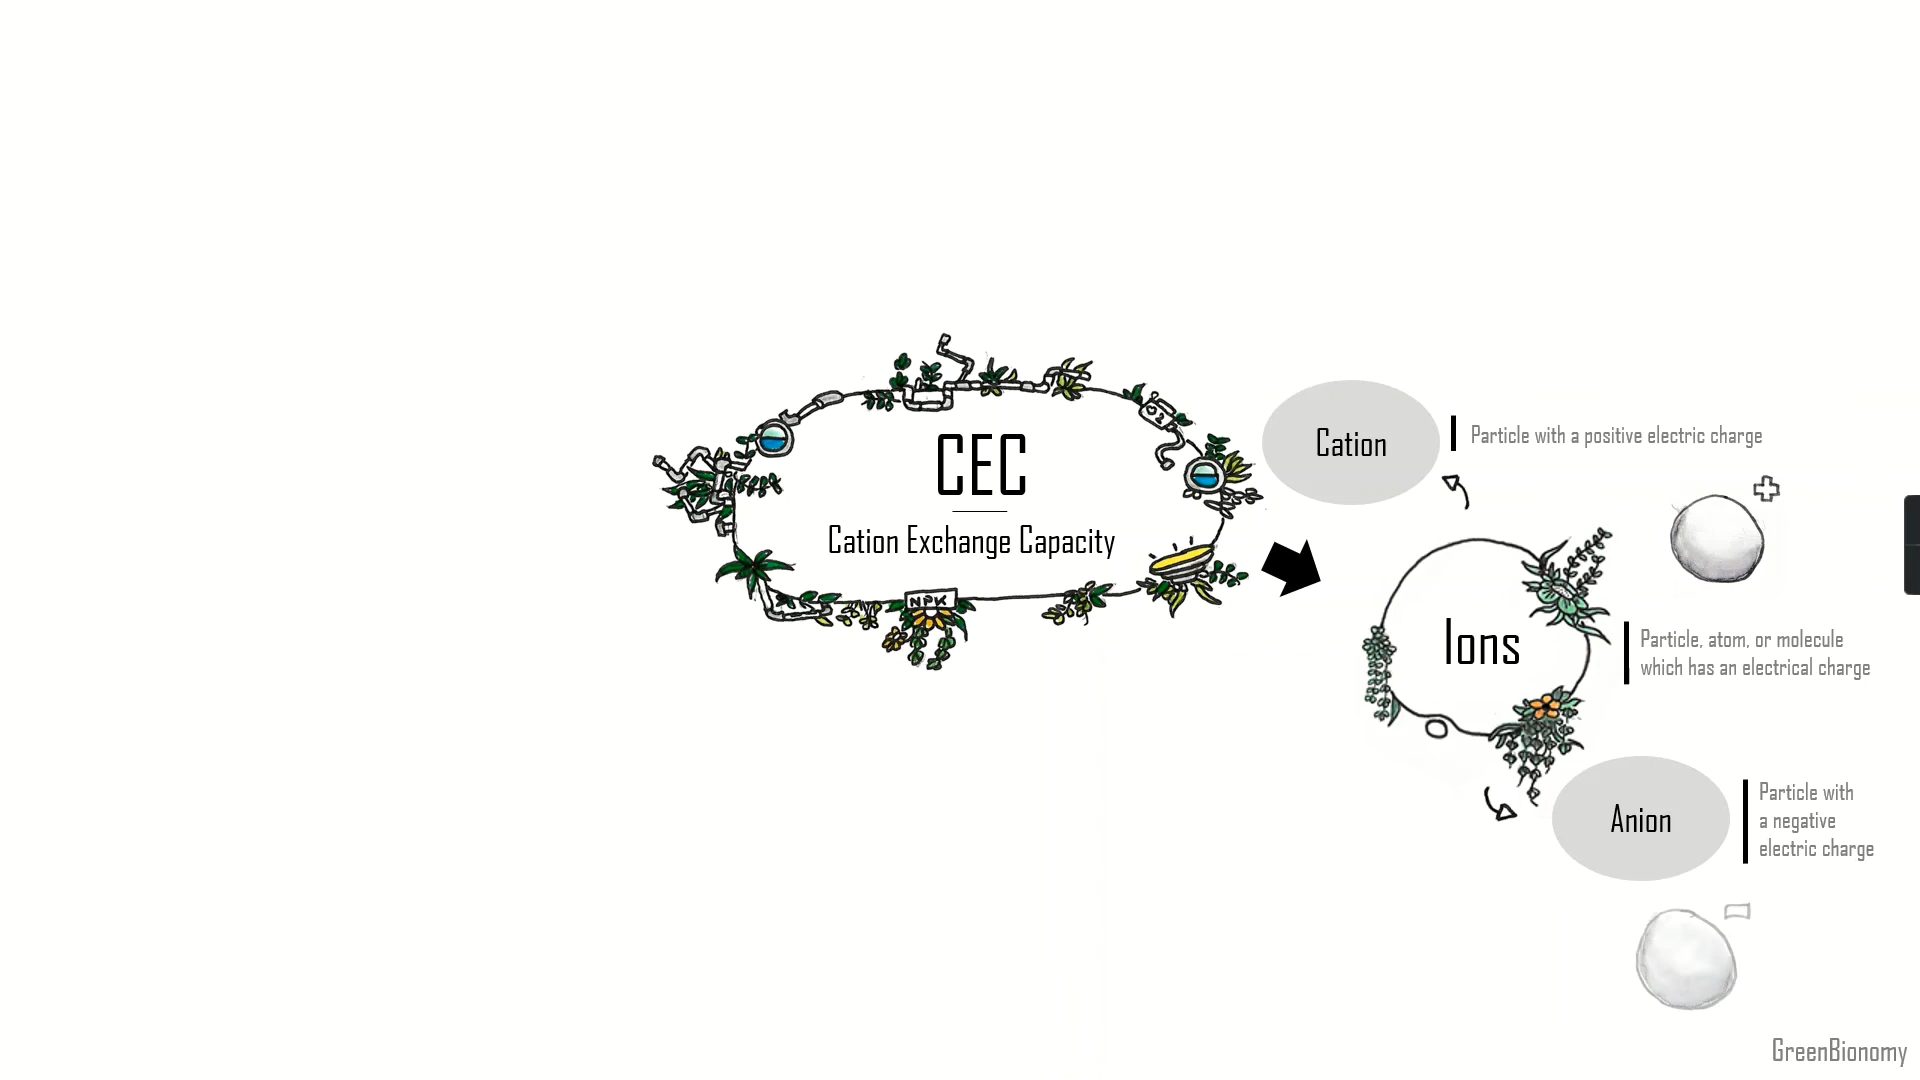 CEC
Cation Exchange Capacity
NPK
O2
Cation
Particle with a positive electric charge
Ions
Particle, atom, or molecule
which has an electrical charge
Anion
Particle with
a negative
electric charge
GreenBionomy